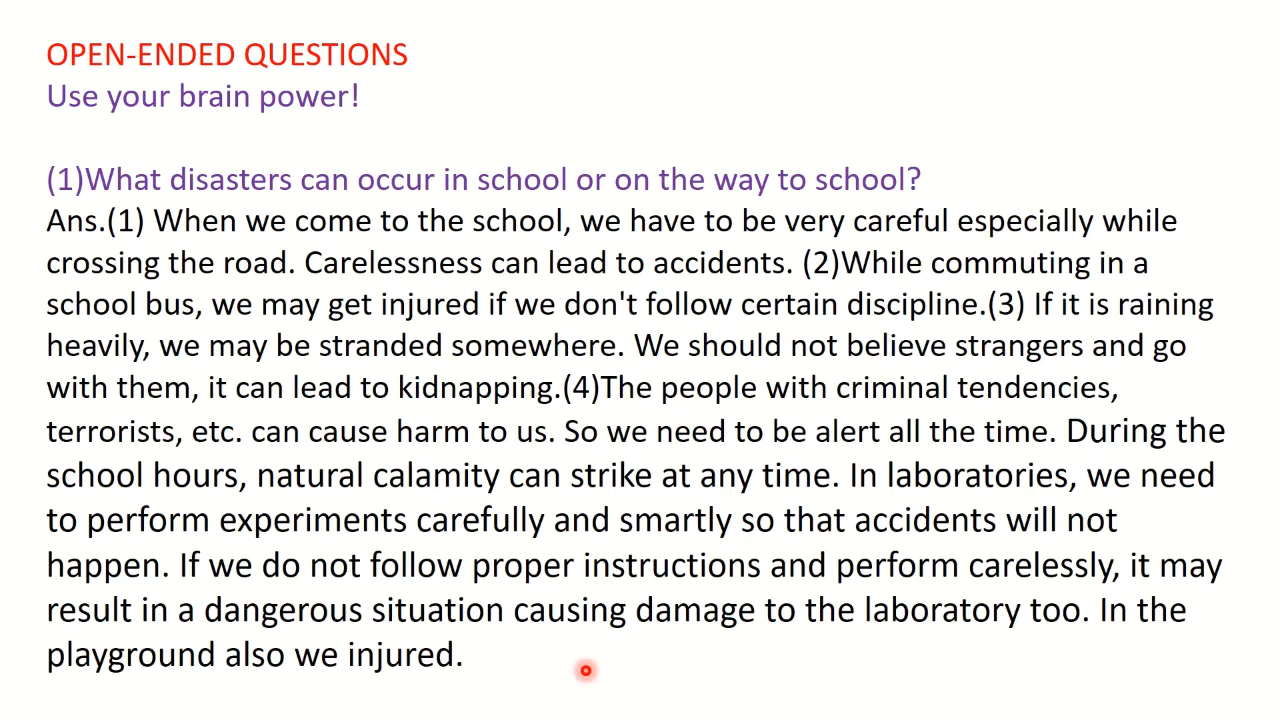 OPEN-ENDED QUESTIONS
Use your brain power!
(1)What disasters can occur in school or on the way to school?
Ans.(1) When we come to the school, we have to be very careful especially while
crossing the road. Carelessness can lead to accidents. (2)While commuting in a
school bus, we may get injured if we don't follow certain discipline.(3) If it is raining
heavily, we may be stranded somewhere. We should not believe strangers and go
with them, it can lead to kidnapping.(4)The people with criminal tendencies,
terrorists, etc. can cause harm to us. So we need to be alert all the time. During the
school hours, natural calamity can strike at any time. In laboratories, we need
to perform experiments carefully and smartly so that accidents will not
happen. If we do not follow proper instructions and perform carelessly, it may
result in a dangerous situation causing damage to the laboratory too. In the
playground also we injured.